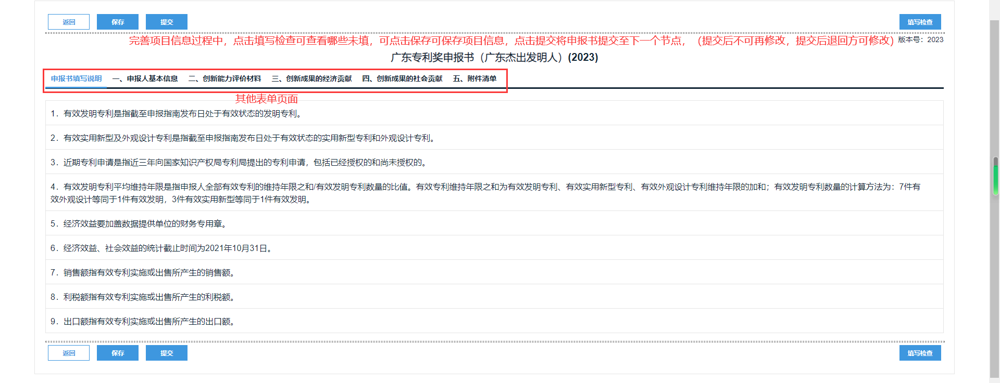 返回 保存 提交 填写检查
完善项目信息过程中，点击填写检查可查看哪些未填，可点击保存可保存项目信息，点击提交将申报书提交至下一个节点，（提交后不可再修改，提交后退回方可修改）
版本号：2023
广东专利奖申报书（广东杰出发明人）(2023)
申报书填写说明 一、申报人基本信息 二、创新能力评价材料 三、创新成果的经济贡献 四、创新成果的社会贡献 五、附件清单
其他表单页面
1．有效发明专利是指截至申报指南发布日处于有效状态的发明专利。
2．有效实用新型及外观设计专利是指截至申报指南发布日处于有效状态的实用新型专利和外观设计专利。
3．近期专利申请是指近三年向国家知识产权局专利局提出的专利申请，包括已经授权的和尚未授权的。
4．有效发明专利平均维持年限是指申报人全部有效专利的维持年限之和/有效发明专利数量的比值。有效专利维持年限之和为有效发明专利、有效实用新型专利、有效外观设计专利维持年限的加和；有效发明专利数量的计算方法为：7件有
效外观设计等同于1件有效发明，3件有效实用新型等同于1件有效发明。
5．经济效益要加盖数据提供单位的财务专用章。
6．经济效益、社会效益的统计截止时间为2021年10月31日。
7．销售额指有效专利实施或出售所产生的销售额。
8．利税额指有效专利实施或出售所产生的利税额。
9．出口额指有效专利实施或出售所产生的出口额。
返回 保存 提交 填写检查